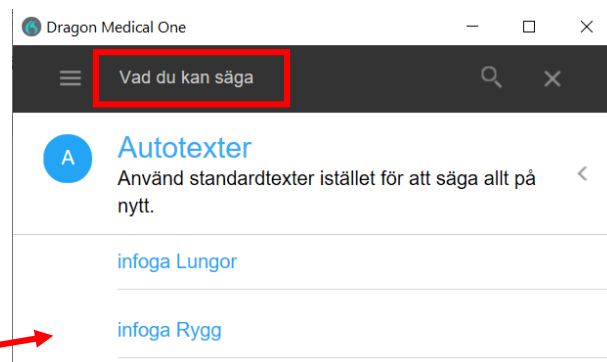 Dragon Medical One
Vad du kan säga
A
Autotexter
Använd standardtexter istället för att säga allt på
nytt.
infoga Lungor
infoga Rygg